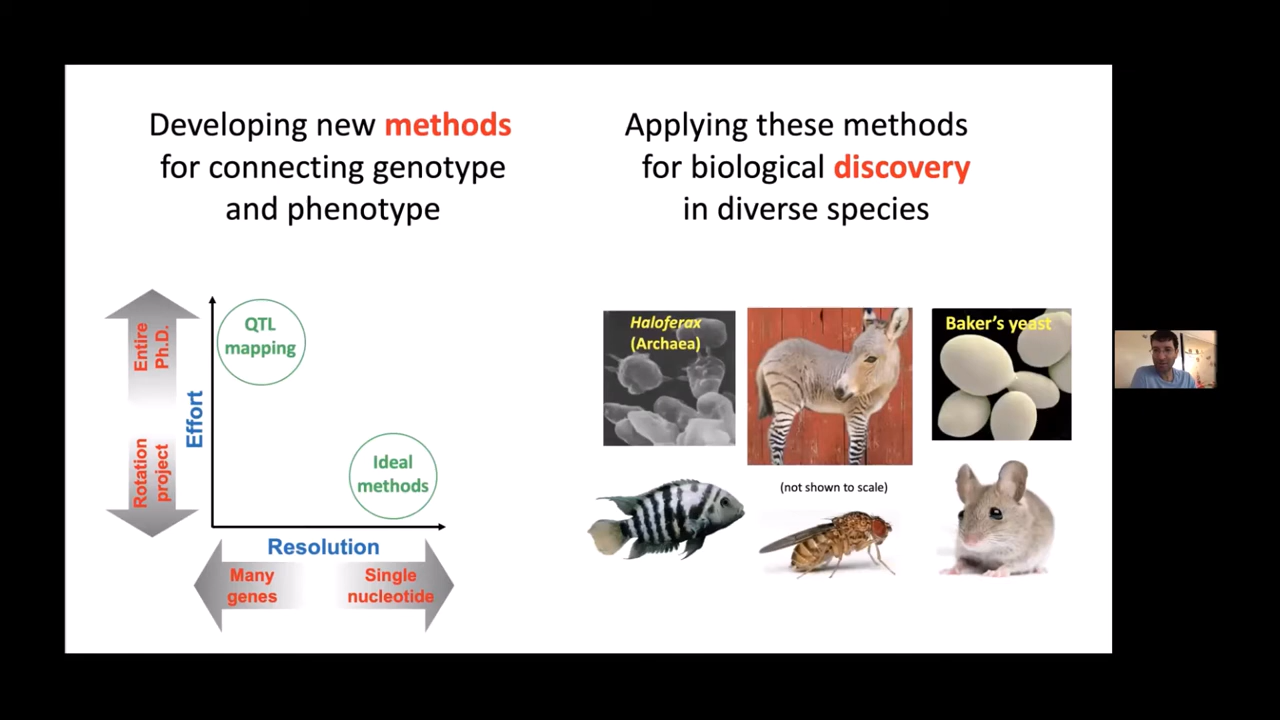 Developing new methods
for connecting genotype
and phenotype
Applying these methods
for biological discovery
in diverse species
Entire
Ph.D.
Rotation
project
Effort
QTL
mapping
Ideal
methods
Resolution
Many
genes
Single
nucleotide
Haloferax
(Archaea)
Baker's yeast
(not shown to scale)